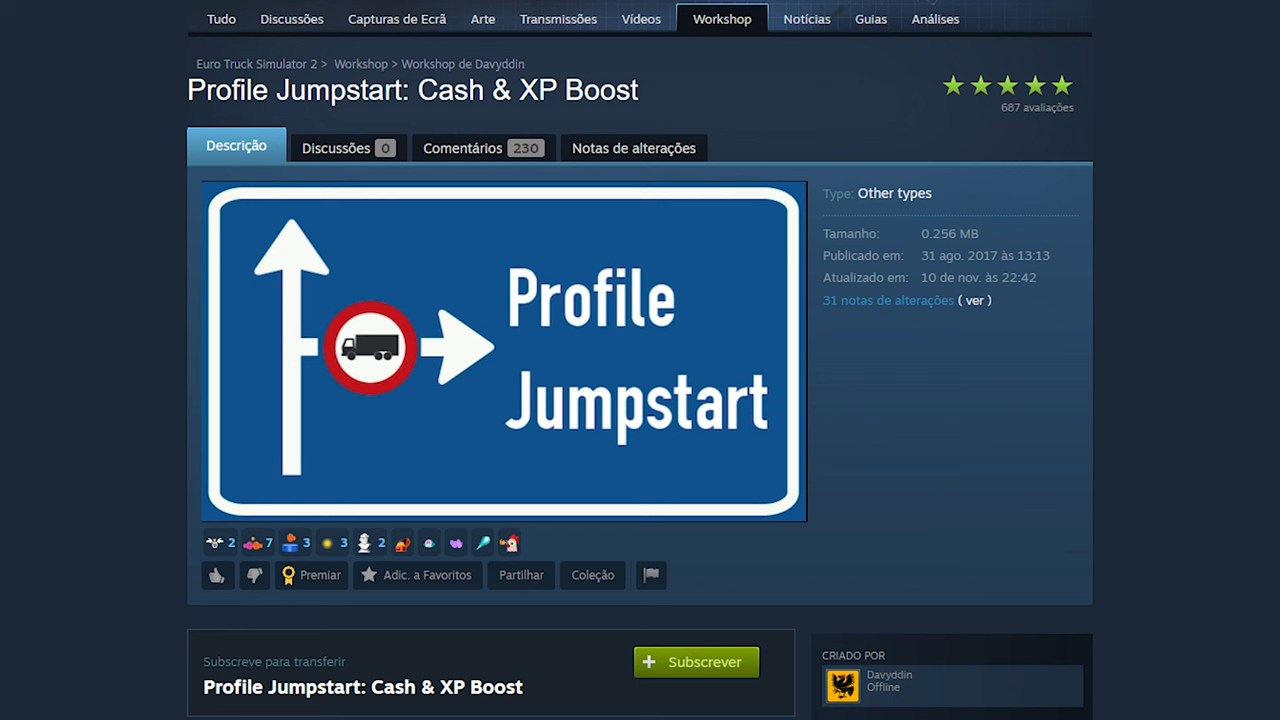 Tudo Discussões Capturas de Ecrã Arte Transmissões Vídeos Workshop Notícias Guias Análises
Euro Truck Simulator 2 > Workshop > Workshop de Davyddin
Profile Jumpstart: Cash & XP Boost
687 avaliações
Descrição Discussões 0 Comentários 230 Notas de alterações
Profile
Jumpstart
Type: Other types
Tamanho: 0.256 MB
Publicado em: 31 ago. 2017 às 13:13
Atualizado em: 10 de nov. às 22:42
31 notas de alterações ( ver )
2 7 3 3 2
Premiar Adic. a Favoritos Partilhar Coleção
Subscreve para transferir
Profile Jumpstart: Cash & XP Boost
+ Subscrever
CRIADO POR
Davyddin
Offline